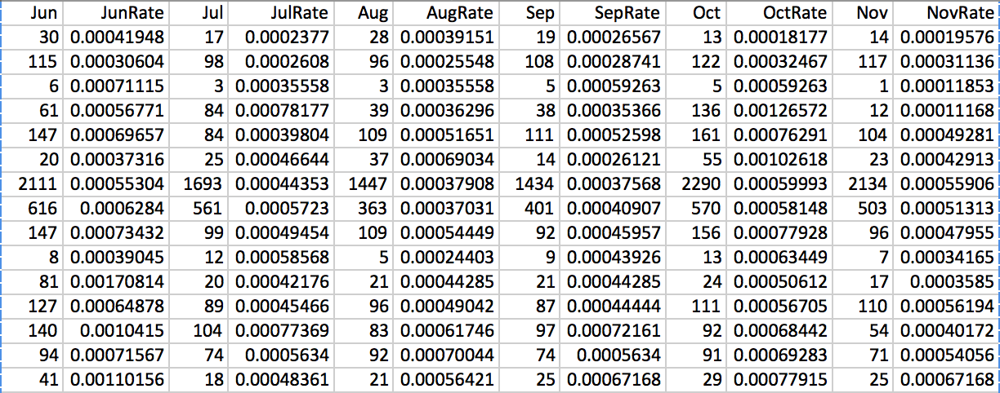 Jun JunRate Jul JulRate Aug AugRate Sep SepRate Oct OctRate Nov NovRate
30 0.00041948 17 0.0002377 28 0.00039151 19 0.00026567 13 0.00018177 14 0.00019576
115 0.00030604 98 0.0002608 96 0.00025548 108 0.00028741 122 0.00032467 117 0.00031136
6 0.00071115 3 0.00035558 3 0.00035558 5 0.00059263 5 0.00059263 1 0.00011853
61 0.00056771 84 0.00078177 39 0.00036296 38 0.00035366 136 0.00126572 12 0.00011168
147 0.00069657 84 0.00039804 109 0.00051651 111 0.00052598 161 0.00076291 104 0.00049281
20 0.00037316 25 0.00046644 37 0.00069034 14 0.00026121 55 0.00102618 23 0.00042913
2111 0.00055304 1693 0.00044353 1447 0.00037908 1434 0.00037568 2290 0.00059993 2134 0.00055906
616 0.0006284 561 0.0005723 363 0.00037031 401 0.00040907 570 0.00058148 503 0.00051313
147 0.00073432 99 0.00049454 109 0.00054449 92 0.00045957 156 0.00077928 96 0.00047955
8 0.00039045 12 0.00058568 5 0.00024403 9 0.00043926 13 0.00063449 7 0.00034165
81 0.00170814 20 0.00042176 21 0.00044285 21 0.00044285 24 0.00050612 17 0.0003585
127 0.00064878 89 0.00045466 96 0.00049042 87 0.00044444 111 0.00056705 110 0.00056194
140 0.0010415 104 0.00077369 83 0.00061746 97 0.00072161 92 0.00068442 54 0.00040172
94 0.00071567 74 0.0005634 92 0.00070044 74 0.0005634 91 0.00069283 71 0.00054056
41 0.00110156 18 0.00048361 21 0.00056421 25 0.00067168 29 0.00077915 25 0.00067168